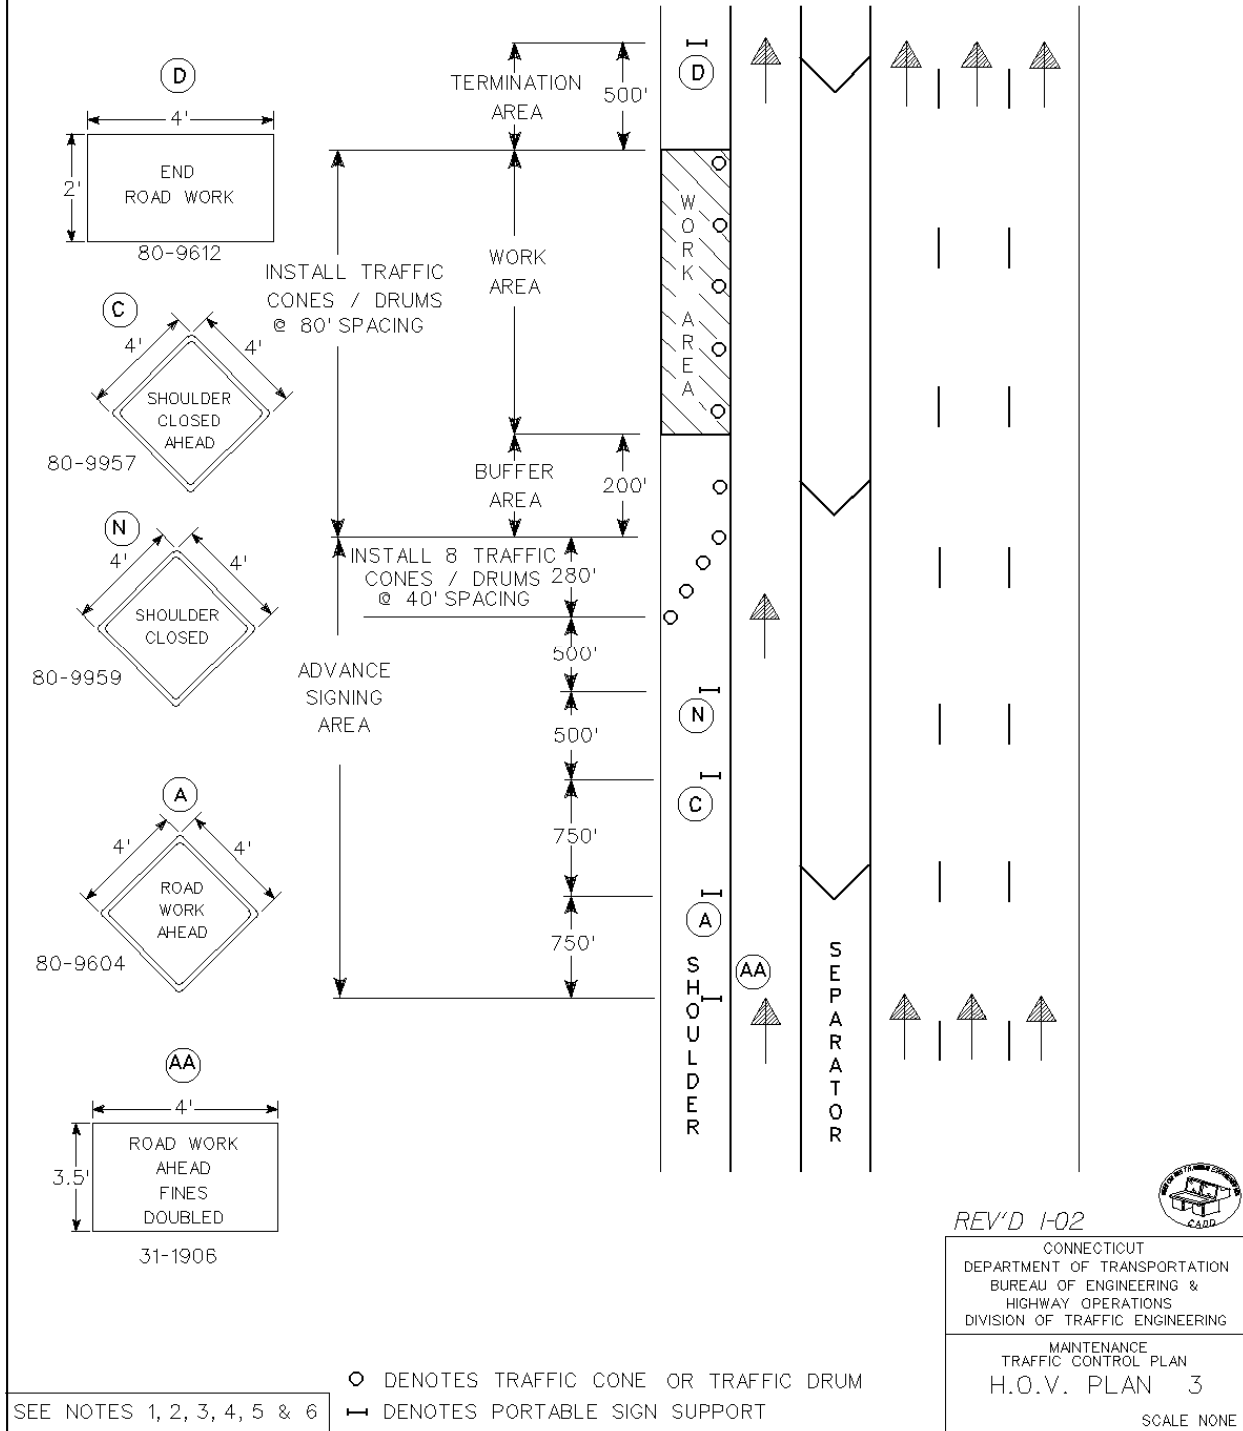 D
4'
2'
END
ROAD WORK
80-9612
C
4'
4'
SHOULDER
CLOSED
AHEAD
80-9957
N
4'
4'
SHOULDER
CLOSED
80-9959
A
4'
4'
ROAD
WORK
AHEAD
80-9604
AA
4'
3.5'
ROAD WORK
AHEAD
FINES
DOUBLED
31-1906
TERMINATION
AREA
500'
INSTALL TRAFFIC
CONES / DRUMS
@ 80' SPACING
WORK
AREA
BUFFER
AREA
200'
INSTALL 8 TRAFFIC
CONES / DRUMS
@ 40' SPACING
280'
ADVANCE
SIGNING
AREA
500'
500'
750'
750'
D
WORK AREA
N
C
A
AA
SHOULDER
SEPARATOR
REV'D 1-02
CADD
CONNECTICUT
DEPARTMENT OF TRANSPORTATION
BUREAU OF ENGINEERING &
HIGHWAY OPERATIONS
DIVISION OF TRAFFIC ENGINEERING
MAINTENANCE
TRAFFIC CONTROL PLAN
H.O.V. PLAN 3
SCALE NONE
DENOTES TRAFFIC CONE OR TRAFFIC DRUM
DENOTES PORTABLE SIGN SUPPORT
SEE NOTES 1, 2, 3, 4, 5 & 6